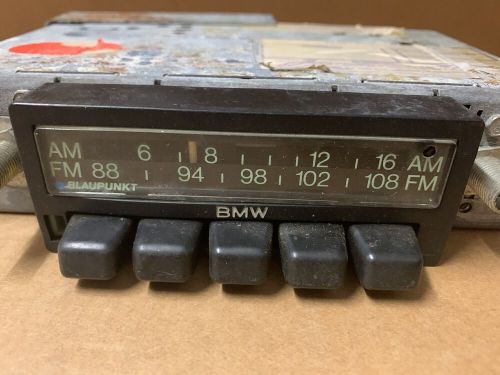 AM 6 8 12 16 AM
FM 88 94 98 102 108 FM
BLAUPUNKT
BMW